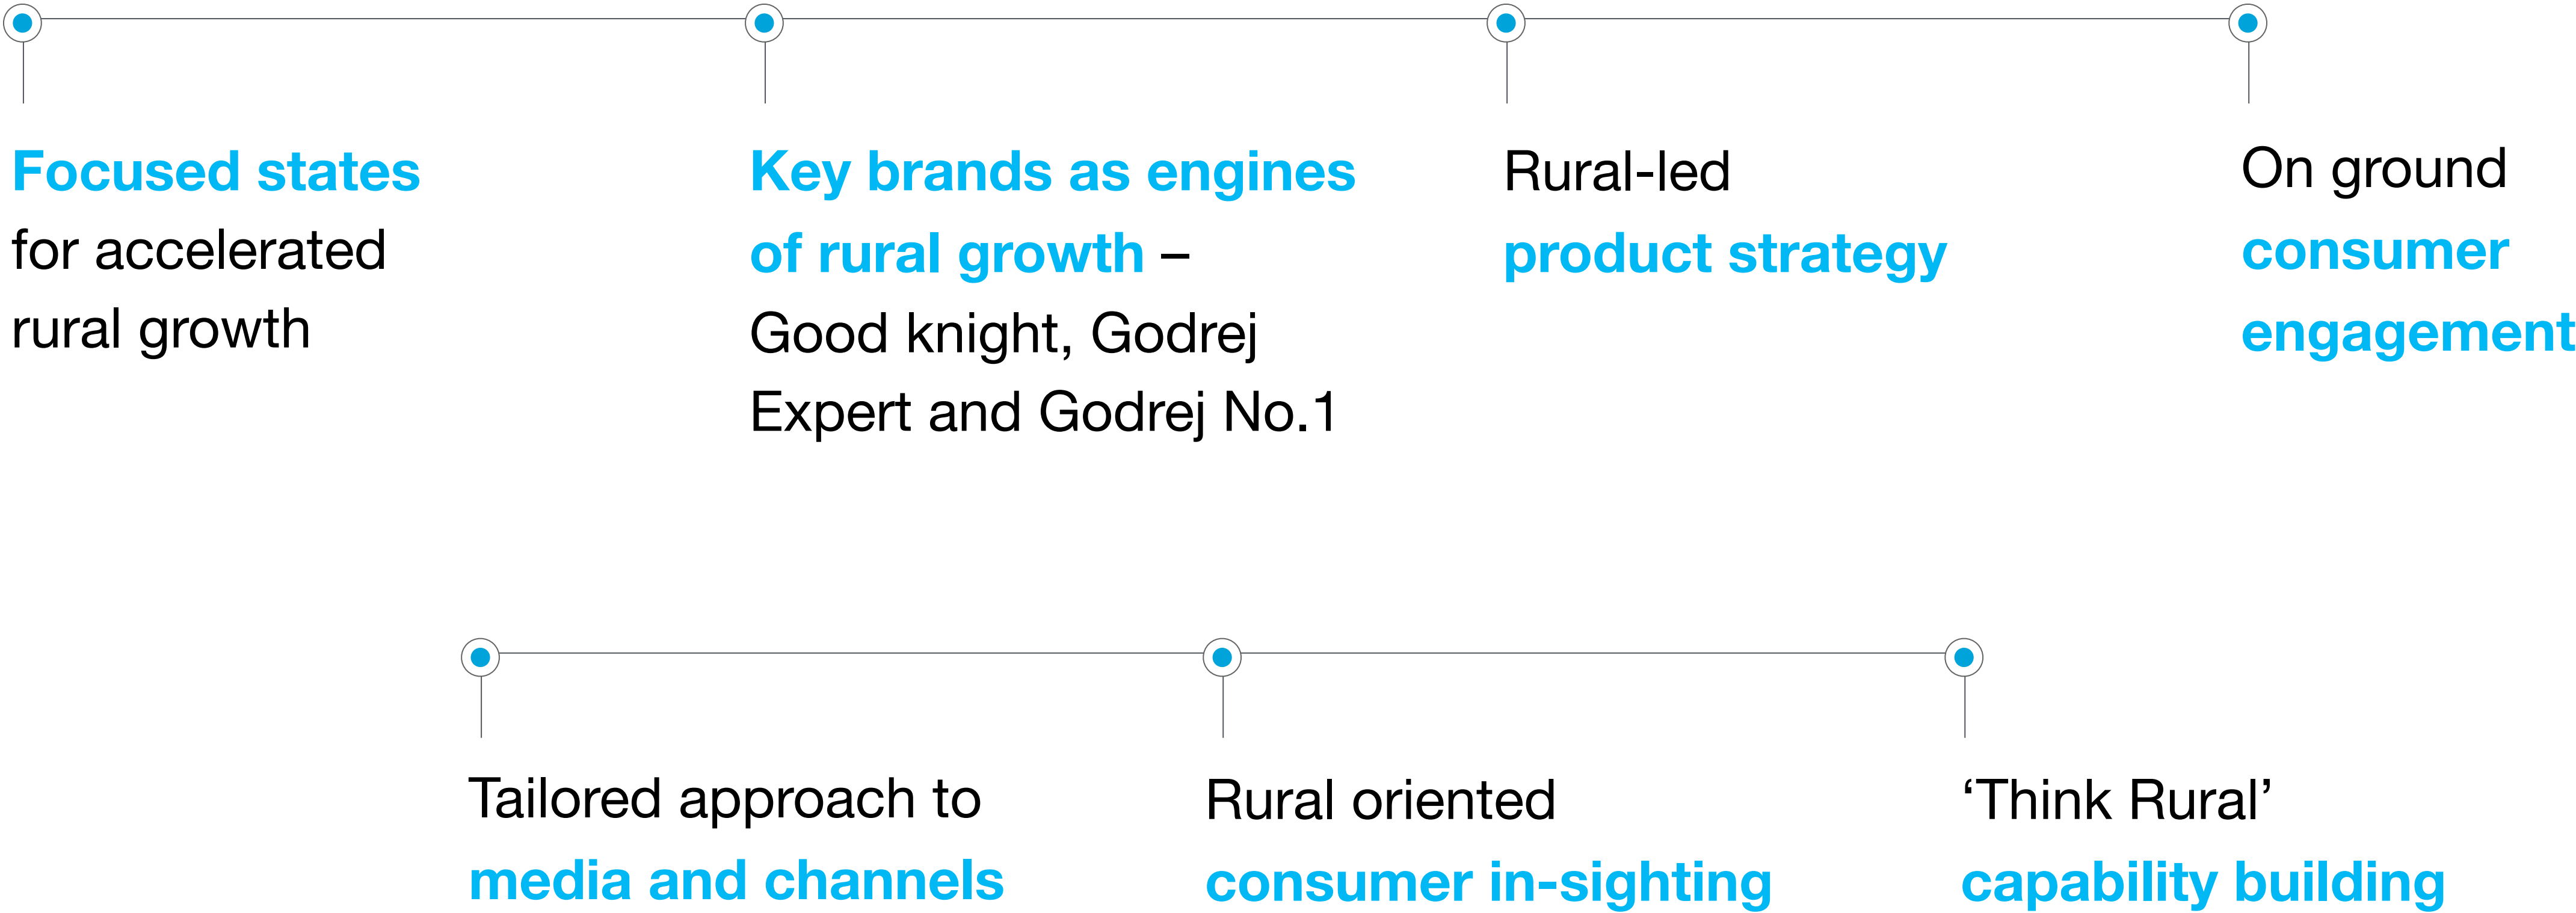 Focused states
for accelerated
rural growth
Key brands as engines
of rural growth –
Good knight, Godrej
Expert and Godrej No.1
Rural-led
product strategy
On ground
consumer
engagement
Tailored approach to
media and channels
Rural oriented
consumer in-sighting
‘Think Rural’
capability building